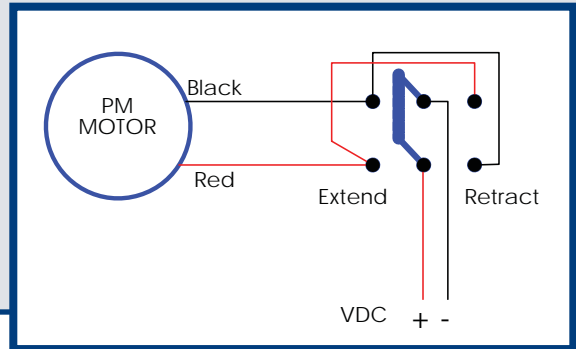 Black
PM
MOTOR
Red
Extend
Retract
VDC + -